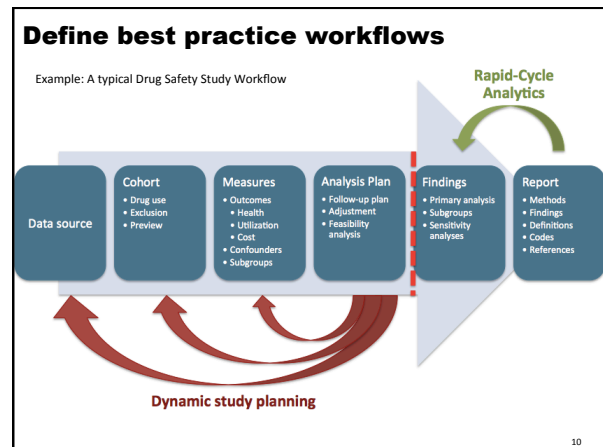 Define best practice workflows
Example: A typical Drug Safety Study Workflow
Rapid-Cycle
Analytics
Data source
Cohort
• Drug use
• Exclusion
• Preview
Measures
• Outcomes
• Health
• Utilization
• Cost
• Confounders
• Subgroups
Analysis Plan
• Follow-up plan
• Adjustment
• Feasibility
analysis
Findings
• Primary analysis
• Subgroups
• Sensitivity
analyses
Report
• Methods
• Findings
• Definitions
• Codes
• References
Dynamic study planning
10